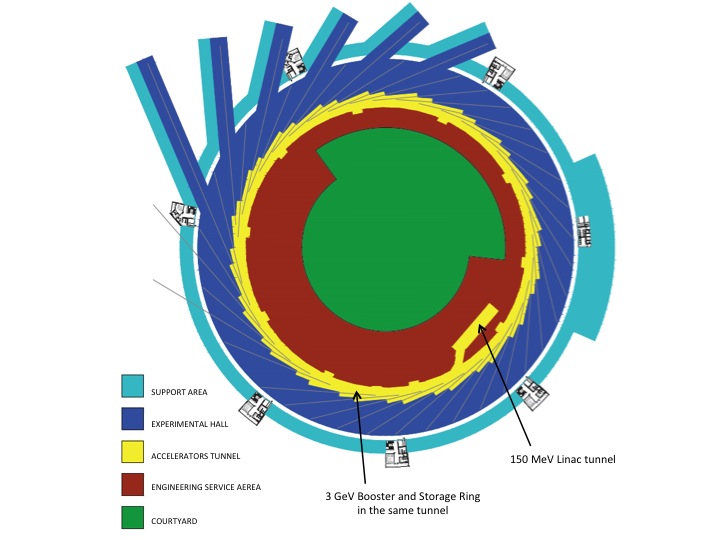 SUPPORT AREA
EXPERIMENTAL HALL
ACCELERATORS TUNNEL
ENGINEERING SERVICE AEREA
COURTYARD
150 MeV Linac tunnel
3 GeV Booster and Storage Ring
in the same tunnel